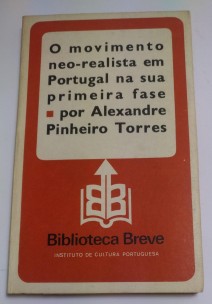 O movimento
neo-realista em
Portugal na sua
primeira fase
por Alexandre
Pinheiro Torres
Biblioteca Breve
INSTITUTO DE CULTURA PORTUGUESA